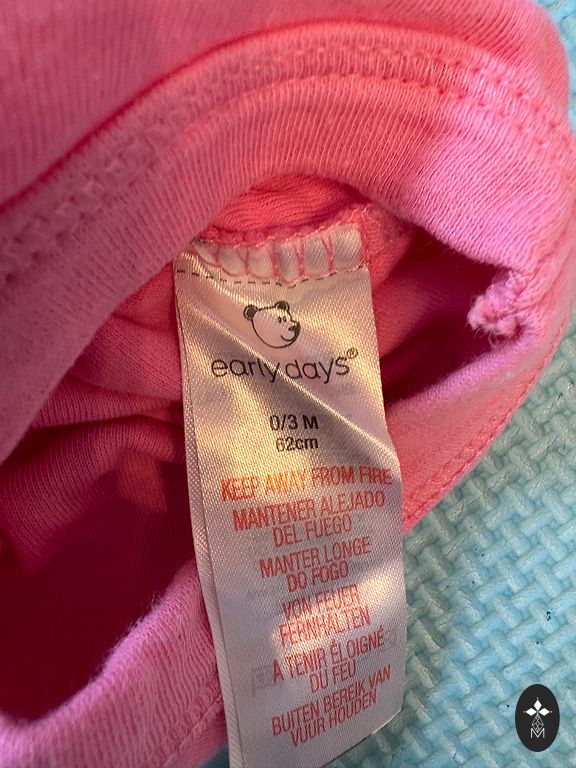 early days®
0/3 M
62cm
KEEP AWAY FROM FIRE
MANTENER ALEJADO
DEL FUEGO
MANTER LONGE
DO FOGO
VON FEUER
FERNHALTEN
A TENIR ÉLOIGNÉ
DU FEU
BUITEN BEREIK VAN
VUUR HOUDEN
M